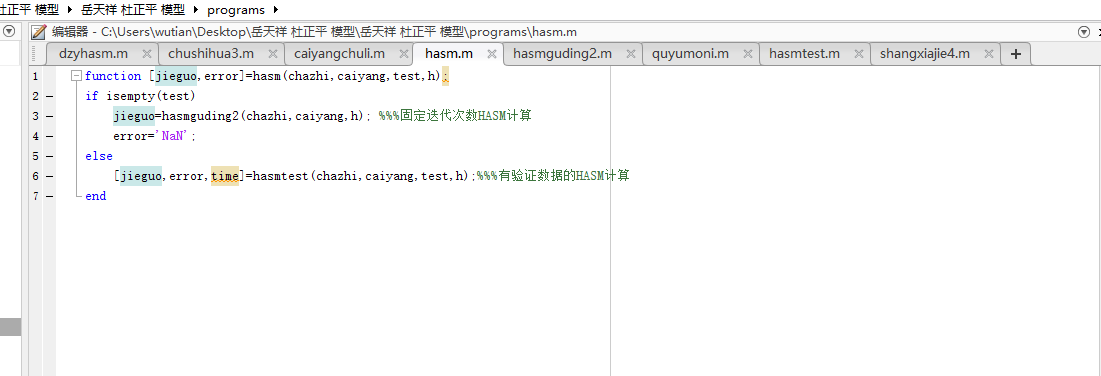 杜正平 模型 岳天祥 杜正平 模型 programs
编辑器 - C:\Users\wutian\Desktop\岳天祥 杜正平 模型\岳天祥 杜正平 模型\programs\hasm.m
dzyhasm.m chushihua3.m caiyangchuli.m hasm.m hasmguding2.m quyumoni.m hasmtest.m shangxiajie4.m
1 function [jieguo,error]=hasm(chazhi,caiyang,test,h);
2 if isempty(test)
3 jieguo=hasmguding2(chazhi,caiyang,h); %%%固定迭代次数HASM计算
4 error='NaN';
5 else
6 [jieguo,error,time]=hasmtest(chazhi,caiyang,test,h);%%%有验证数据的HASM计算
7 end